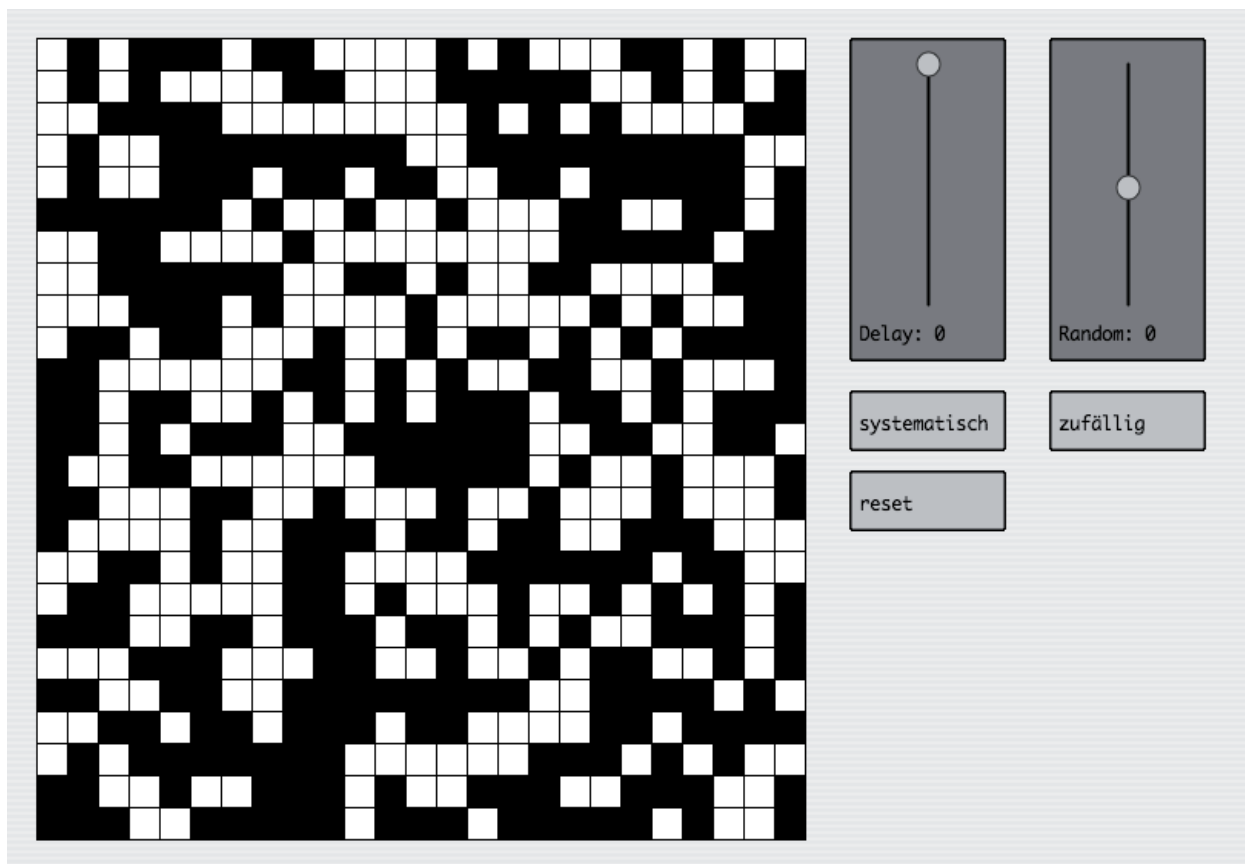 Delay: 0
Random: 0
systematisch
zufällig
reset